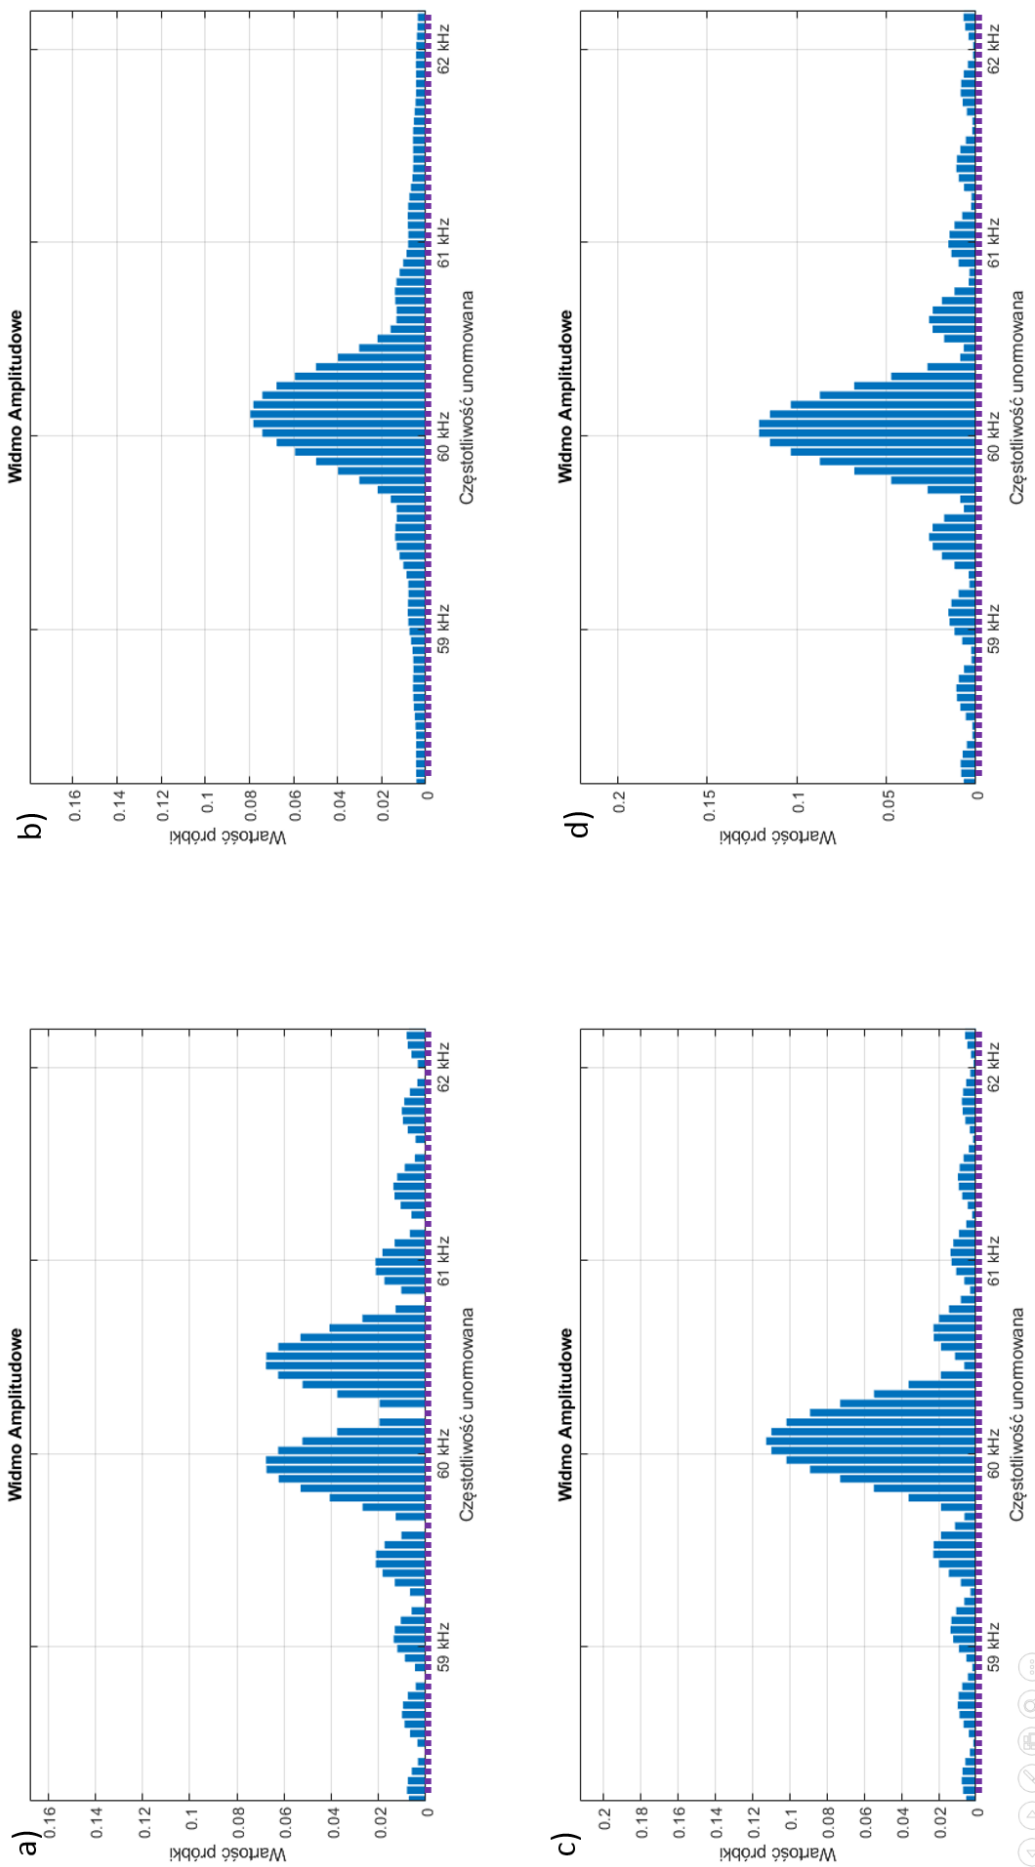 a)
Widmo Amplitudowe
Wartość próbki
0.16
0.14
0.12
0.1
0.08
0.06
0.04
0.02
0
59 kHz 60 kHz 61 kHz 62 kHz
Częstotliwość unormowana
b)
Widmo Amplitudowe
Wartość próbki
0.16
0.14
0.12
0.1
0.08
0.06
0.04
0.02
0
59 kHz 60 kHz 61 kHz 62 kHz
Częstotliwość unormowana
c)
Widmo Amplitudowe
Wartość próbki
0.2
0.18
0.16
0.14
0.12
0.1
0.08
0.06
0.04
0.02
0
59 kHz 60 kHz 61 kHz 62 kHz
Częstotliwość unormowana
d)
Widmo Amplitudowe
Wartość próbki
0.2
0.15
0.1
0.05
0
59 kHz 60 kHz 61 kHz 62 kHz
Częstotliwość unormowana